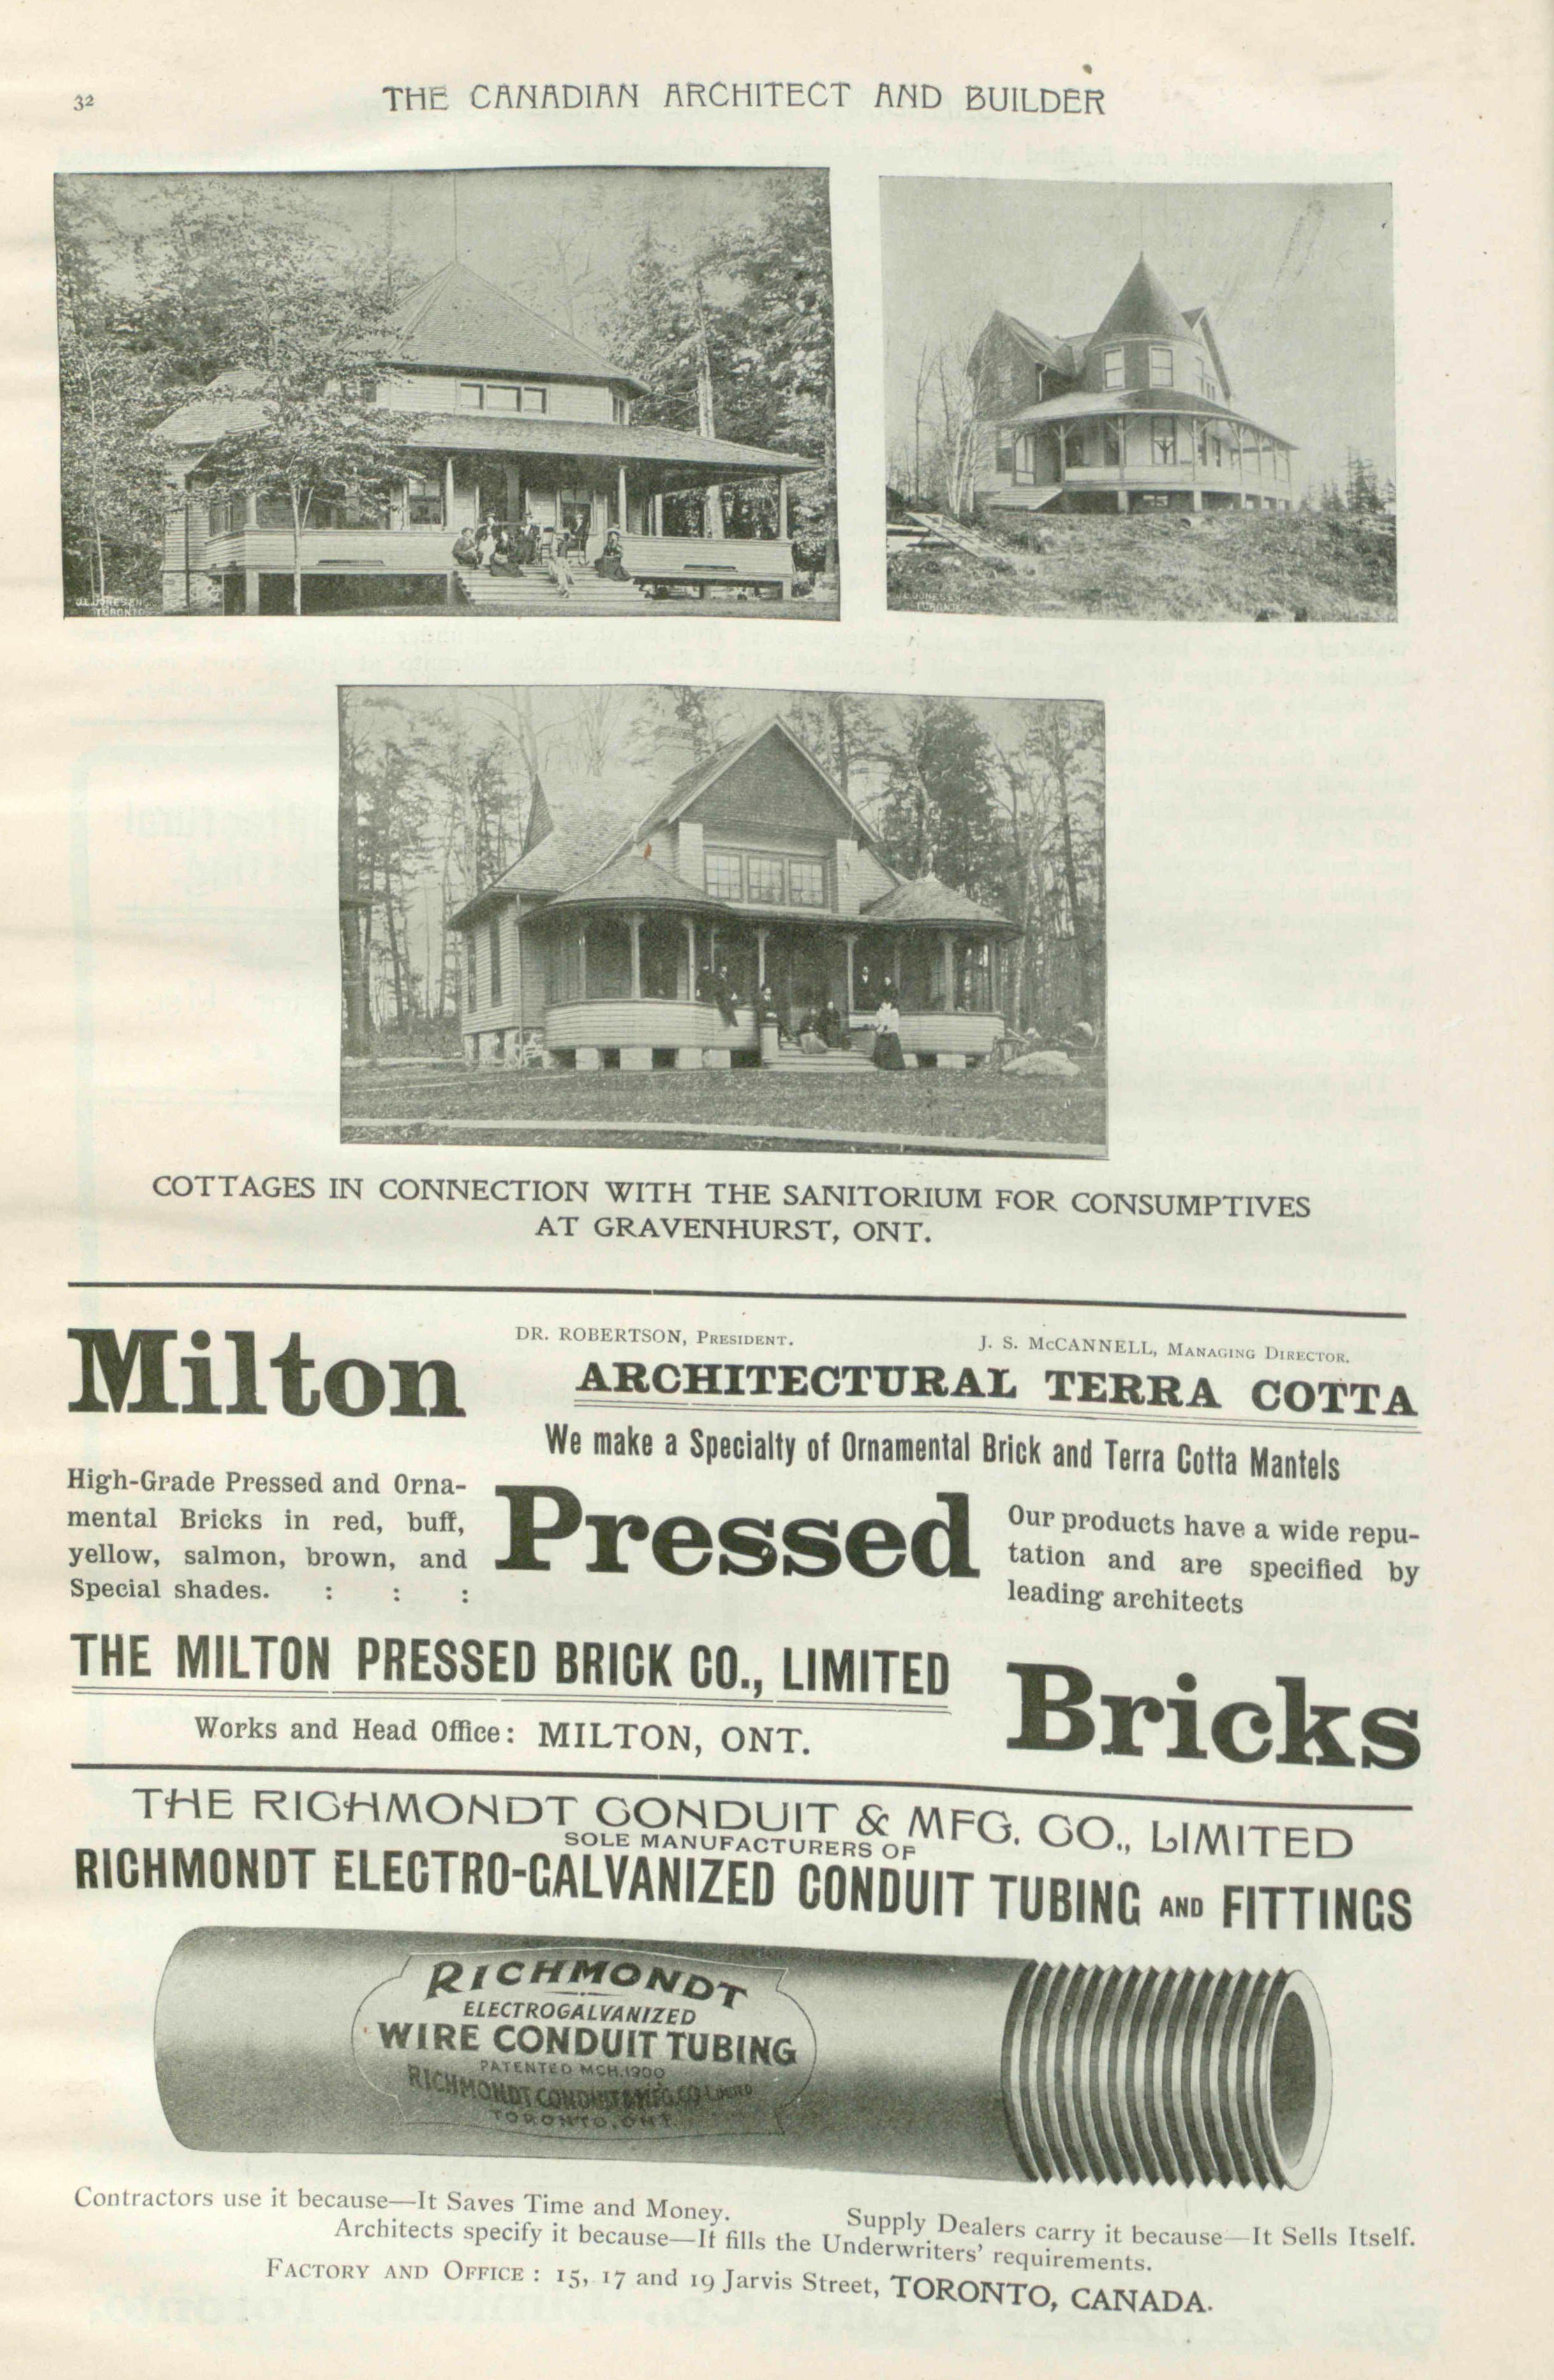 32
THE CANADIAN ARCHITECT AND BUILDER
TORONTO
TORONTO
COTTAGES IN CONNECTION WITH THE SANITORIUM FOR CONSUMPTIVES
AT GRAVENHURST, ONT.
Milton
DR. ROBERTSON, PRESIDENT.
J. S. McCANNELL, MANAGING DIRECTOR.
ARCHITECTURAL TERRA COTTA
We make a Specialty of Ornamental Brick and Terra Cotta Mantels
High-Grade Pressed and Orna-
mental Bricks in red, buff,
yellow, salmon, brown, and
Special shades. : : :
Pressed
Our products have a wide repu-
tation and are specified by
leading architects
THE MILTON PRESSED BRICK CO., LIMITED
Works and Head Office: MILTON, ONT.
Bricks
THE RICHMONDT CONDUIT & MFG. CO., LIMITED
SOLE MANUFACTURERS OF
RICHMONDT ELECTRO-GALVANIZED CONDUIT TUBING AND FITTINGS
RICHMONDT
ELECTROGALVANIZED
WIRE CONDUIT TUBING
PATENTED MCH. 1900
RICHMONDT CONDUIT & MFG. CO LIMITED
TORONTO, ONT.
Contractors use it because—It Saves Time and Money.
Supply Dealers carry it because—It Sells Itself.
Architects specify it because—It fills the Underwriters' requirements.
FACTORY AND OFFICE : 15, 17 and 19 Jarvis Street, TORONTO, CANADA.